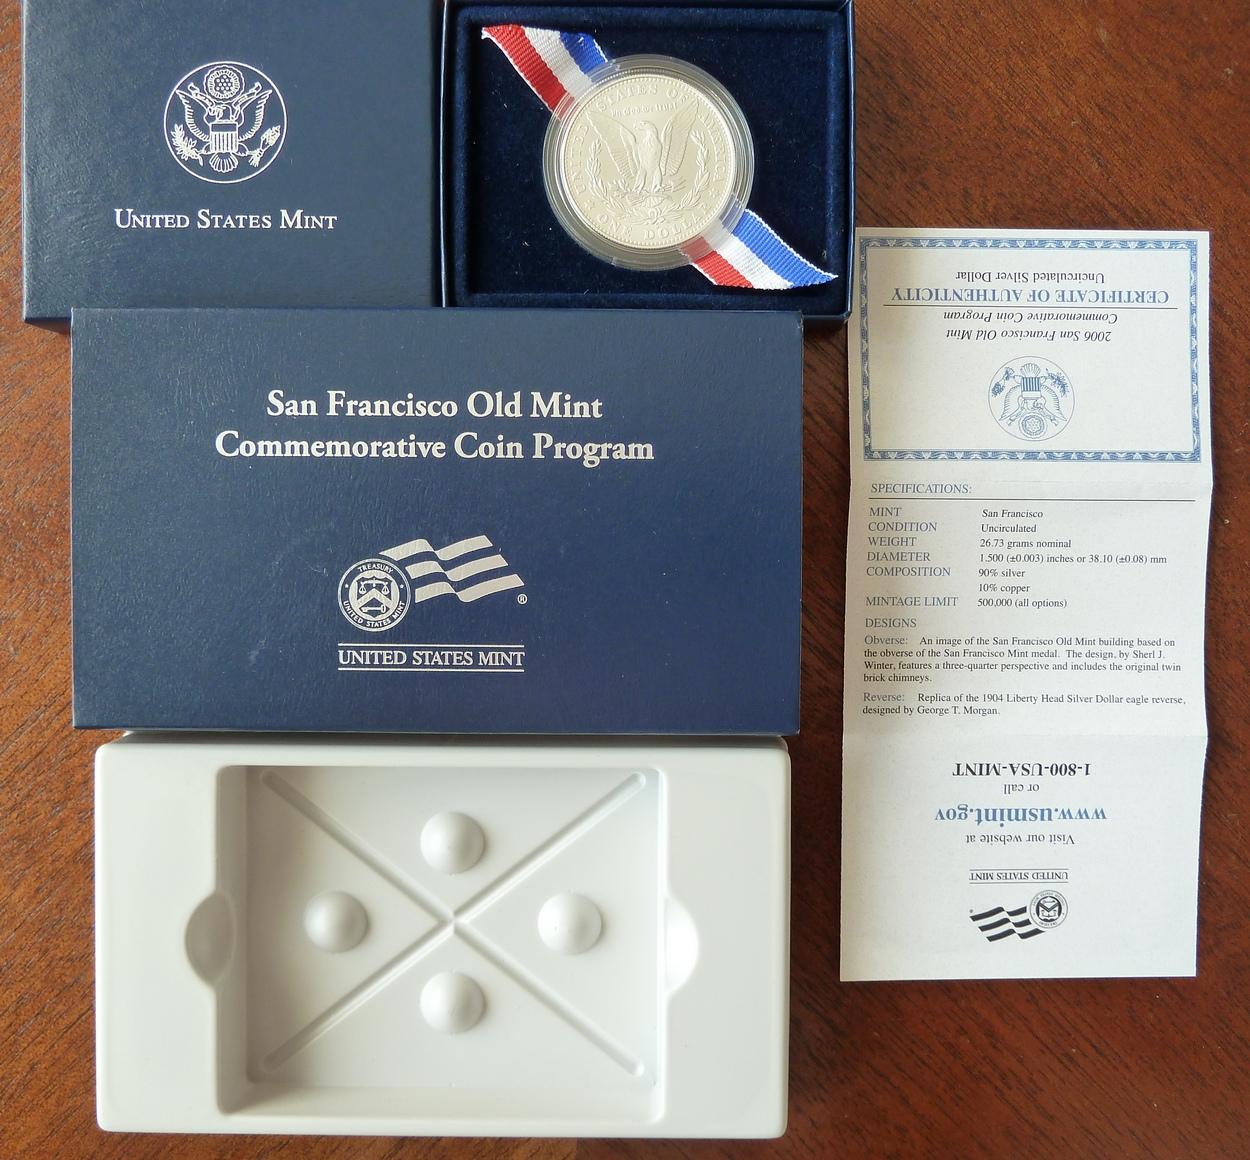 United States Mint
UNITED STATES OF AMERICA
ONE DOLLAR
San Francisco Old Mint
Commemorative Coin Program
TREASURY
UNITED STATES MINT
®
UNITED STATES MINT
2006 San Francisco Old Mint
Commemorative Coin Program
CERTIFICATE OF AUTHENTICITY
Uncirculated Silver Dollar
SPECIFICATIONS:
MINT San Francisco
CONDITION Uncirculated
WEIGHT 26.73 grams nominal
DIAMETER 1.500 (±0.003) inches or 38.10 (±0.08) mm
COMPOSITION 90% silver
10% copper
MINTAGE LIMIT 500,000 (all options)
DESIGNS
Obverse: An image of the San Francisco Old Mint building based on
the obverse of the San Francisco Mint medal. The design, by Sherl J.
Winter, features a three-quarter perspective and includes the original twin
brick chimneys.
Reverse: Replica of the 1904 Liberty Head Silver Dollar eagle reverse,
designed by George T. Morgan.
UNITED STATES MINT
Visit our website at
www.usmint.gov
or call
1-800-USA-MINT